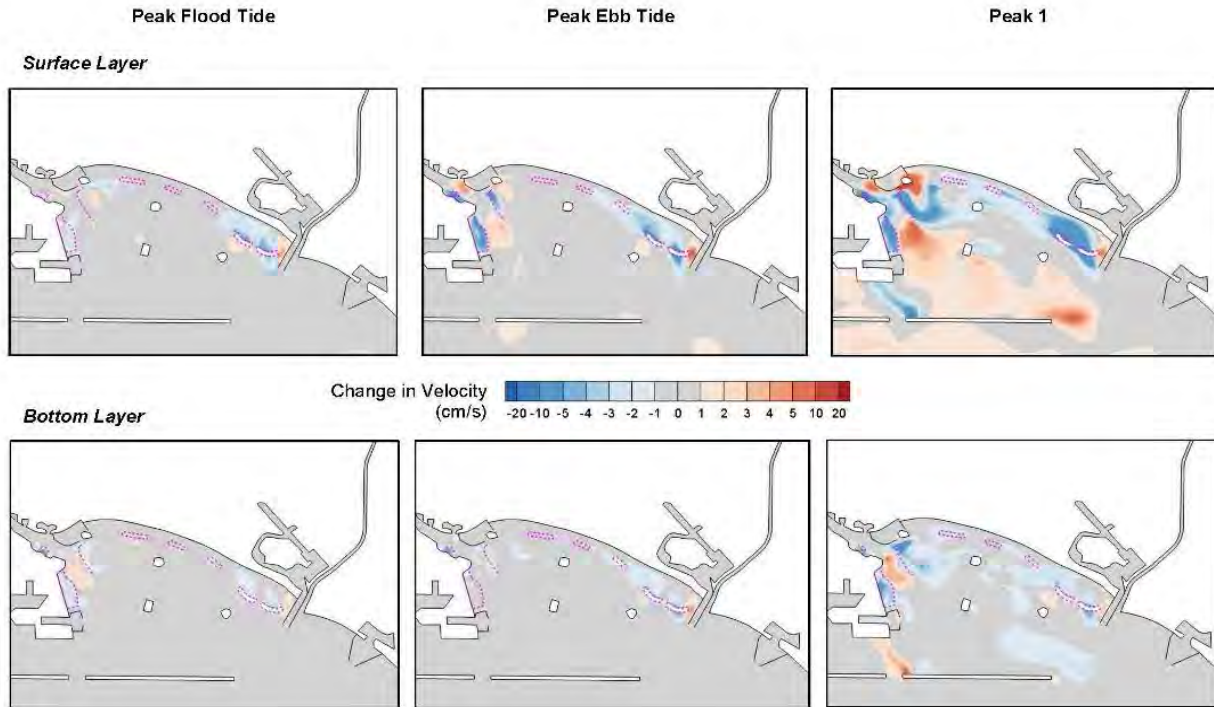 Peak Flood Tide Peak Ebb Tide Peak 1
Surface Layer
Change in Velocity
(cm/s)
-20 -10 -5 -4 -3 -2 -1 0 1 2 3 4 5 10 20
Bottom Layer